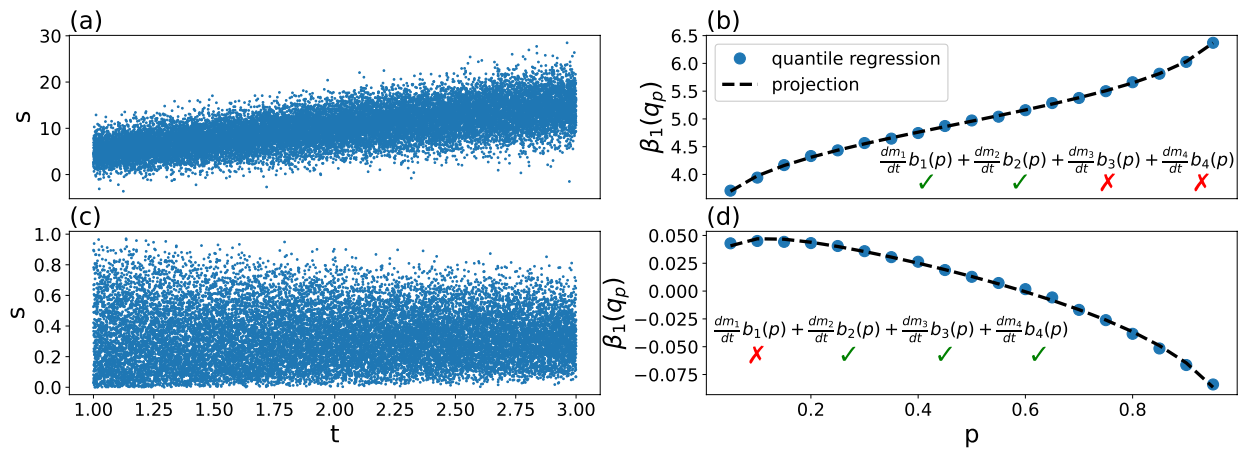 (a)
30
20
10
0
s
(b)
6.5
6.0
5.5
5.0
4.5
4.0
β₁(qₚ)
quantile regression
projection
dm₁/dt b₁(p) + dm₂/dt b₂(p) + dm₃/dt b₃(p) + dm₄/dt b₄(p)
✓ ✓ ✗ ✗
(c)
1.0
0.8
0.6
0.4
0.2
0.0
s
1.00 1.25 1.50 1.75 2.00 2.25 2.50 2.75 3.00
t
(d)
0.050
0.025
0.000
−0.025
−0.050
−0.075
β₁(qₚ)
dm₁/dt b₁(p) + dm₂/dt b₂(p) + dm₃/dt b₃(p) + dm₄/dt b₄(p)
✗ ✓ ✓ ✓
0.2 0.4 0.6 0.8
p